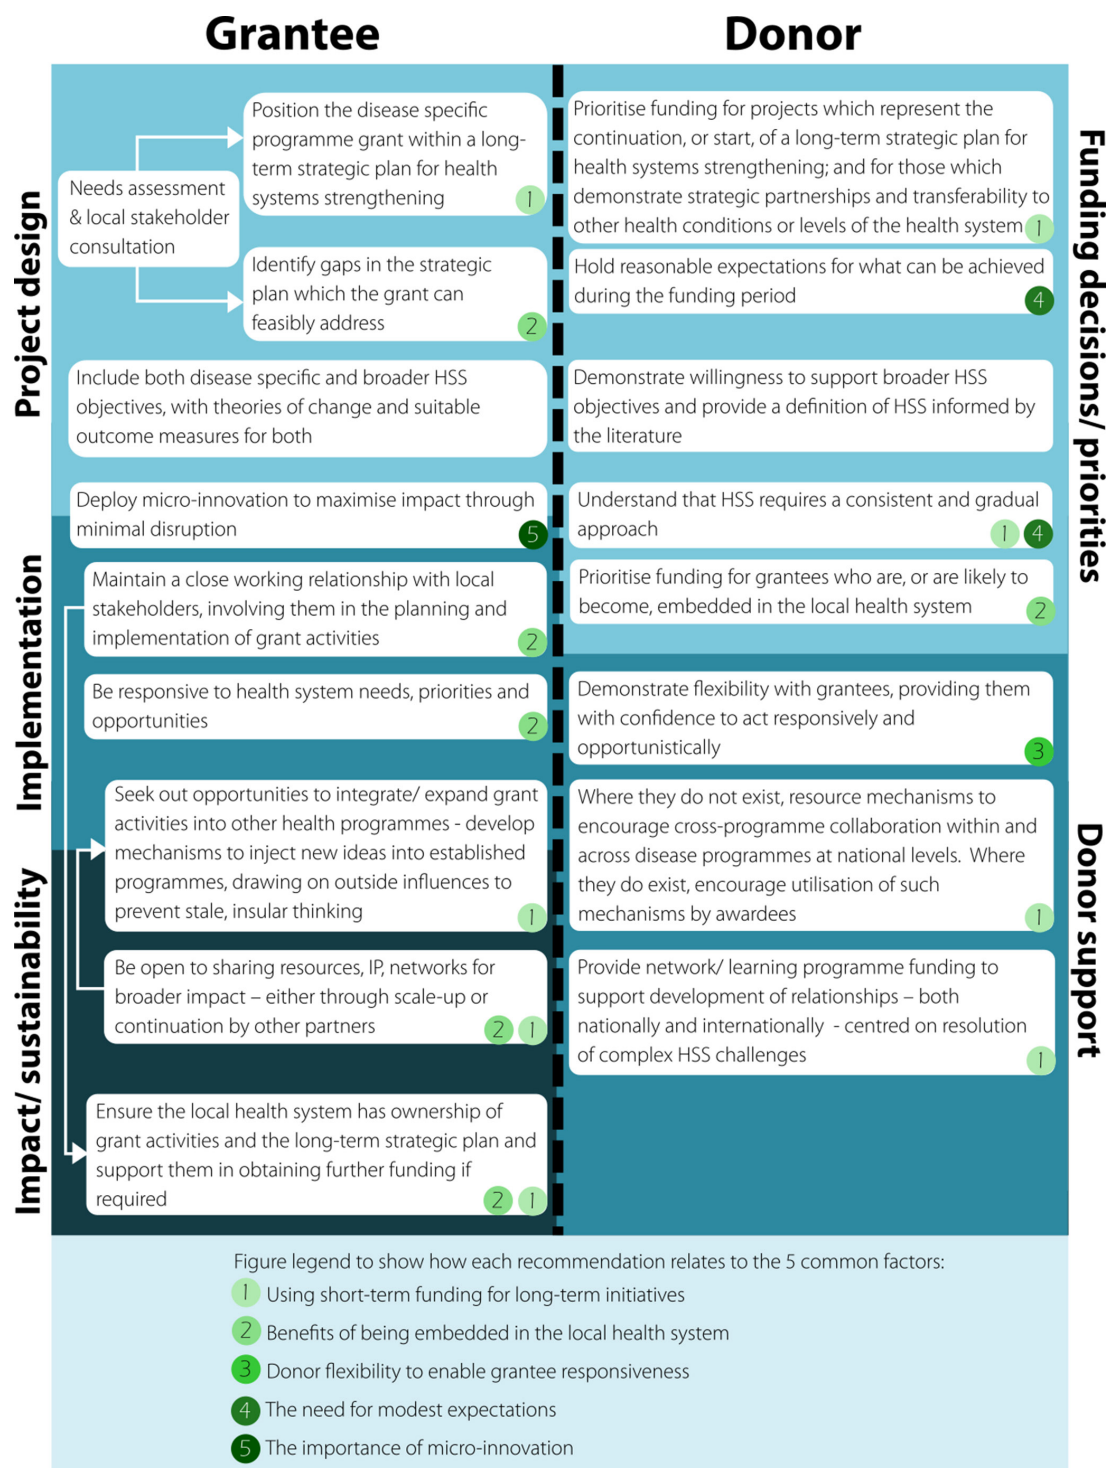 Grantee
Donor
Project design
Needs assessment
& local stakeholder
consultation
Position the disease specific
programme grant within a long-
term strategic plan for health
systems strengthening
1
Identify gaps in the strategic
plan which the grant can
feasibly address
2
Include both disease specific and broader HSS
objectives, with theories of change and suitable
outcome measures for both
Deploy micro-innovation to maximise impact through
minimal disruption
5
Implementation
Maintain a close working relationship with local
stakeholders, involving them in the planning and
implementation of grant activities
2
Be responsive to health system needs, priorities and
opportunities
2
Seek out opportunities to integrate/ expand grant
activities into other health programmes - develop
mechanisms to inject new ideas into established
programmes, drawing on outside influences to
prevent stale, insular thinking
1
Impact/ sustainability
Be open to sharing resources, IP, networks for
broader impact – either through scale-up or
continuation by other partners
2 1
Ensure the local health system has ownership of
grant activities and the long-term strategic plan and
support them in obtaining further funding if
required
2 1
Funding decisions/ priorities
Prioritise funding for projects which represent the
continuation, or start, of a long-term strategic plan for
health systems strengthening; and for those which
demonstrate strategic partnerships and transferability to
other health conditions or levels of the health system
1
Hold reasonable expectations for what can be achieved
during the funding period
4
Demonstrate willingness to support broader HSS
objectives and provide a definition of HSS informed by
the literature
Understand that HSS requires a consistent and gradual
approach
1 4
Prioritise funding for grantees who are, or are likely to
become, embedded in the local health system
2
Donor support
Demonstrate flexibility with grantees, providing them
with confidence to act responsively and
opportunistically
3
Where they do not exist, resource mechanisms to
encourage cross-programme collaboration within and
across disease programmes at national levels. Where
they do exist, encourage utilisation of such
mechanisms by awardees
1
Provide network/ learning programme funding to
support development of relationships – both
nationally and internationally - centred on resolution
of complex HSS challenges
1
Figure legend to show how each recommendation relates to the 5 common factors:
1 Using short-term funding for long-term initiatives
2 Benefits of being embedded in the local health system
3 Donor flexibility to enable grantee responsiveness
4 The need for modest expectations
5 The importance of micro-innovation